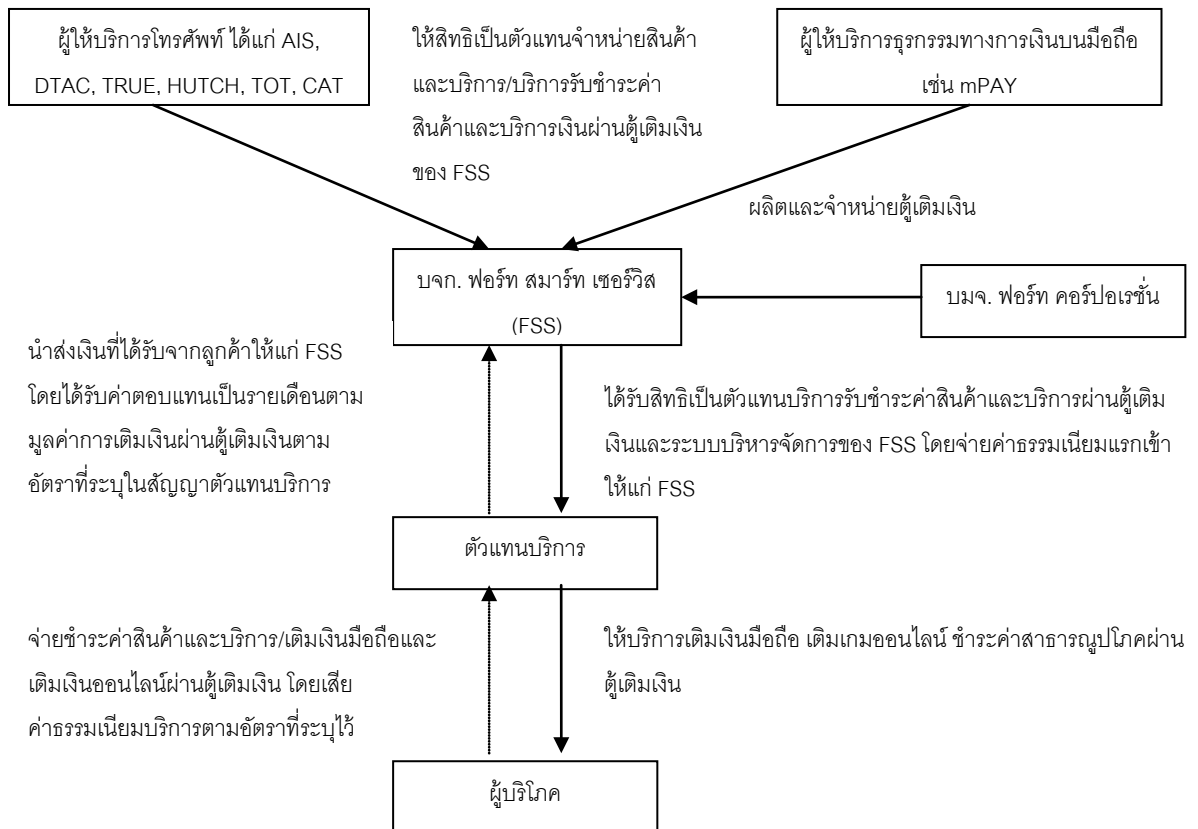 ผู้ให้บริการโทรศัพท์ ได้แก่ AIS,
DTAC, TRUE, HUTCH, TOT, CAT
ให้สิทธิเป็นตัวแทนจำหน่ายสินค้า
และบริการ/บริการรับชำระค่า
สินค้าและบริการเงินผ่านตู้เติมเงิน
ของ FSS
ผู้ให้บริการธุรกรรมทางการเงินบนมือถือ
เช่น mPAY
ผลิตและจำหน่ายตู้เติมเงิน
บจก. ฟอร์ท สมาร์ท เซอร์วิส
(FSS)
บมจ. ฟอร์ท คอร์ปอเรชั่น
นำส่งเงินที่ได้รับจากลูกค้าให้แก่ FSS
โดยได้รับค่าตอบแทนเป็นรายเดือนตาม
มูลค่าการเติมเงินผ่านตู้เติมเงินตาม
อัตราที่ระบุในสัญญาตัวแทนบริการ
ได้รับสิทธิเป็นตัวแทนบริการรับชำระค่าสินค้าและบริการผ่านตู้เติม
เงินและระบบบริหารจัดการของ FSS โดยจ่ายค่าธรรมเนียมแรกเข้า
ให้แก่ FSS
ตัวแทนบริการ
จ่ายชำระค่าสินค้าและบริการ/เติมเงินมือถือและ
เติมเงินออนไลน์ผ่านตู้เติมเงิน โดยเสีย
ค่าธรรมเนียมบริการตามอัตราที่ระบุไว้
ให้บริการเติมเงินมือถือ เติมเกมออนไลน์ ชำระค่าสาธารณูปโภคผ่าน
ตู้เติมเงิน
ผู้บริโภค